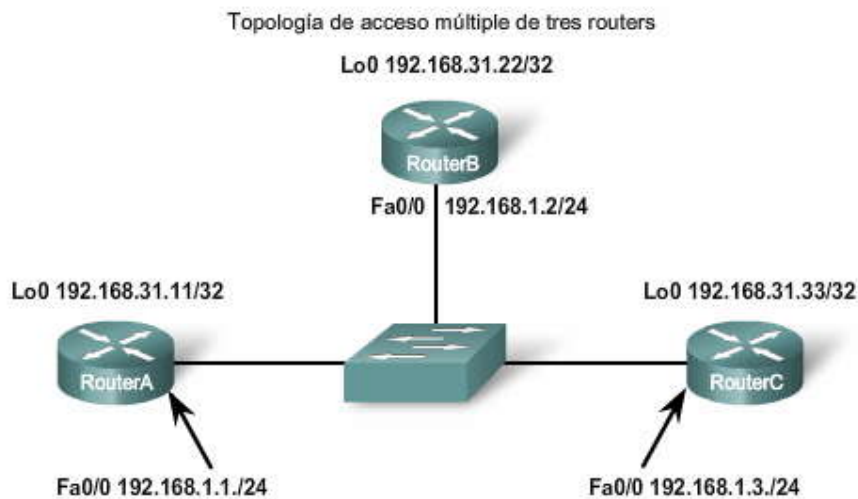 Topología de acceso múltiple de tres routers
Lo0 192.168.31.22/32
RouterB
Fa0/0 192.168.1.2/24
Lo0 192.168.31.11/32
Lo0 192.168.31.33/32
RouterA
RouterC
Fa0/0 192.168.1.1./24
Fa0/0 192.168.1.3./24